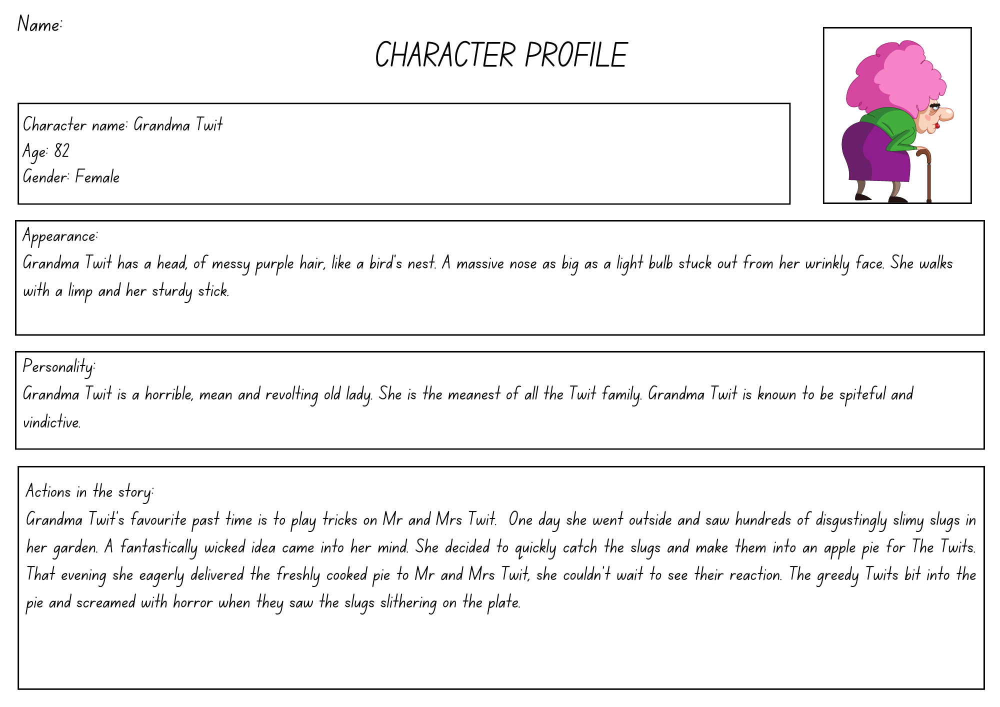 Name:
CHARACTER PROFILE
Character name: Grandma Twit
Age: 82
Gender: Female
Appearance:
Grandma Twit has a head, of messy purple hair, like a bird's nest. A massive nose as big as a light bulb stuck out from her wrinkly face. She walks
with a limp and her sturdy stick.
Personality:
Grandma Twit is a horrible, mean and revolting old lady. She is the meanest of all the Twit family. Grandma Twit is known to be spiteful and
vindictive.
Actions in the story:
Grandma Twit's favourite past time is to play tricks on Mr and Mrs Twit.  One day she went outside and saw hundreds of disgustingly slimy slugs in
her garden. A fantastically wicked idea came into her mind. She decided to quickly catch the slugs and make them into an apple pie for The Twits.
That evening she eagerly delivered the freshly cooked pie to Mr and Mrs Twit, she couldn't wait to see their reaction. The greedy Twits bit into the
pie and screamed with horror when they saw the slugs slithering on the plate.